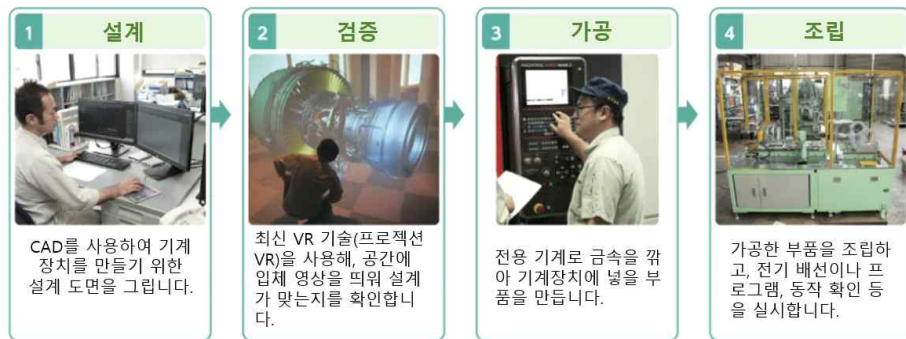 1 설계
CAD를 사용하여 기계
장치를 만들기 위한
설계 도면을 그립니다.
2 검증
최신 VR 기술(프로젝션
VR)을 사용해, 공간에
입체 영상을 띄워 설계
가 맞는지를 확인합니
다.
3 가공
전용 기계로 금속을 깎
아 기계장치에 넣을 부
품을 만듭니다.
4 조립
가공한 부품을 조립하
고, 전기 배선이나 프
로그램, 동작 확인 등
을 실시합니다.